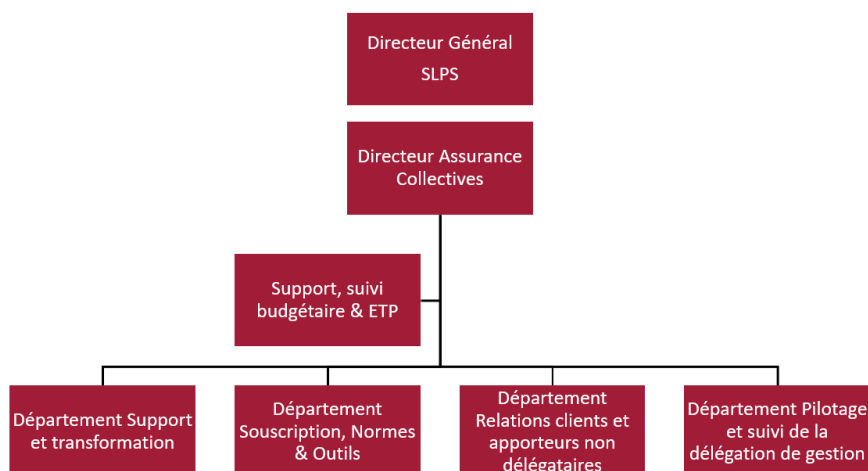 Directeur Général
SLPS
Directeur Assurance
Collectives
Support, suivi
budgétaire & ETP
Département Support
et transformation
Département
Souscription, Normes
& Outils
Département
Relations clients et
apporteurs non
délégataires
Département Pilotage
et suivi de la
délégation de gestion